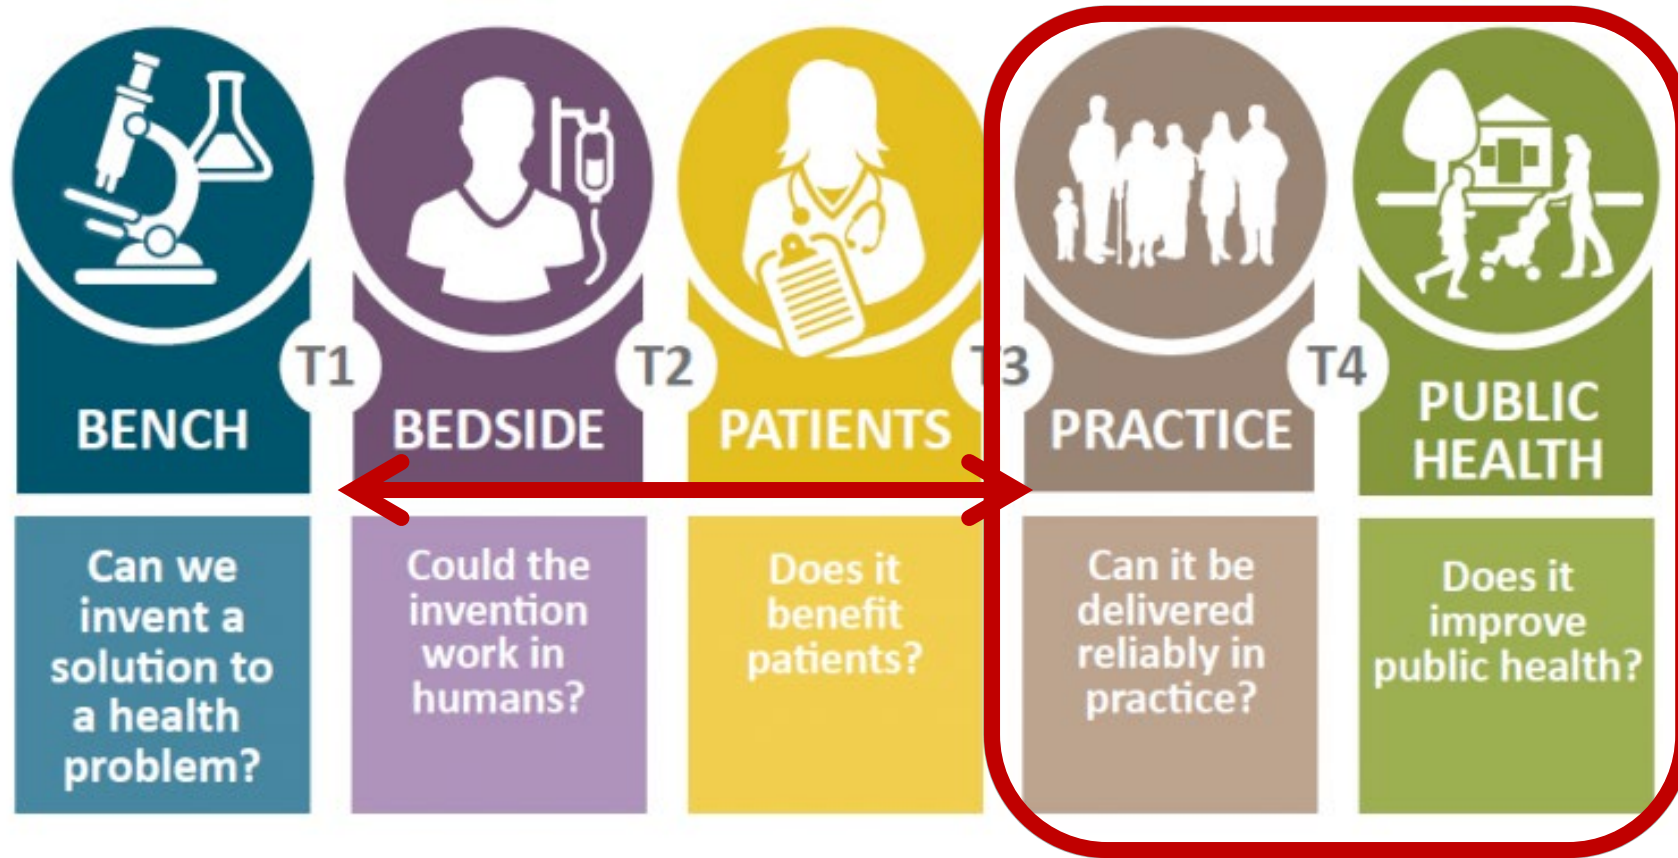 T1
T2
T3
T4
BENCH
BEDSIDE
PATIENTS
PRACTICE
PUBLIC
HEALTH
Can we
invent a
solution to
a health
problem?
Could the
invention
work in
humans?
Does it
benefit
patients?
Can it be
delivered
reliably in
practice?
Does it
improve
public health?